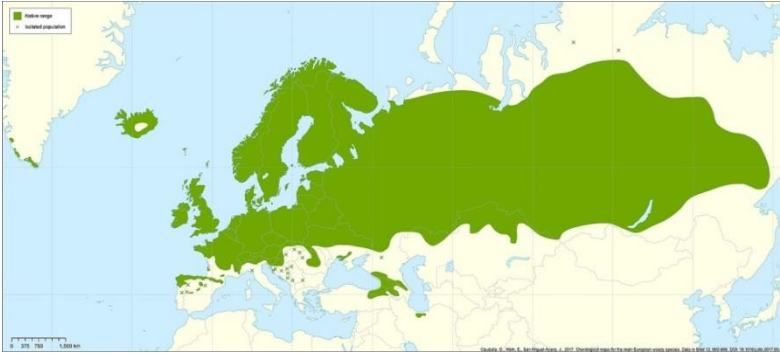 Native range
Isolated population
0 375 750 1,500 km
Caudullo, G., Welk, E., San-Miguel-Ayanz, J., 2017. Chorological maps for the main European woody species. Data in Brief 12, 662-666. DOI: 10.1016/j.dib.2017.05.007